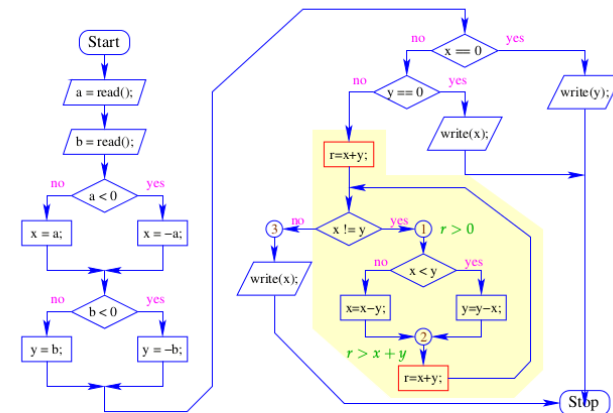 Start
a = read();
b = read();
no
a < 0
yes
x = a;
x = −a;
no
b < 0
yes
y = b;
y = −b;
no
x == 0
yes
no
y == 0
yes
write(y);
write(x);
r=x+y;
3
no
x != y
yes
1
r > 0
write(x);
no
x < y
yes
x=x−y;
y=y−x;
2
r > x + y
r=x+y;
Stop